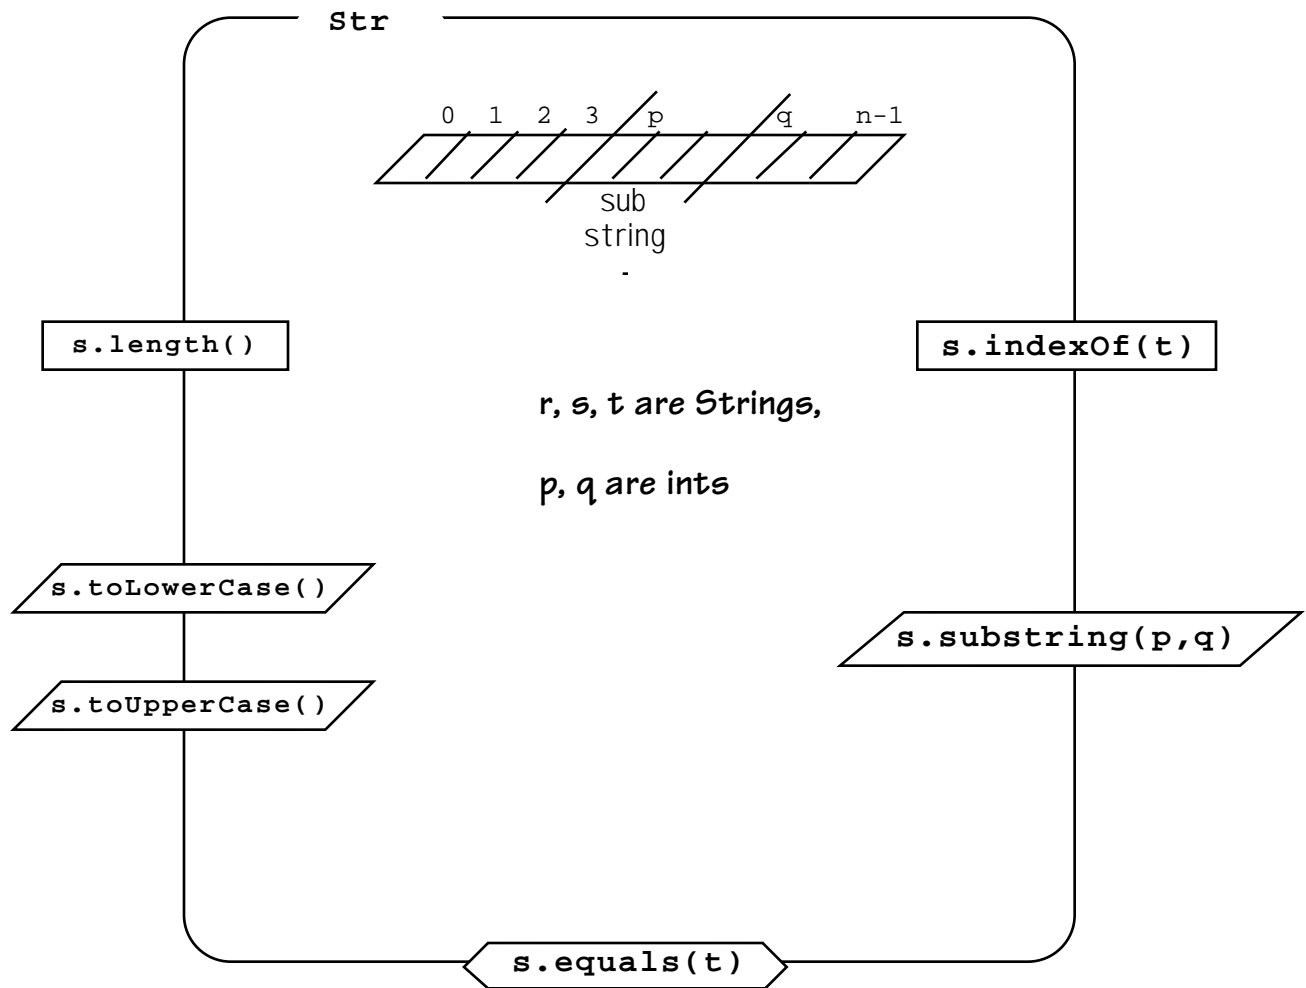 Str
0 1 2 3 p q n-1
sub
string
-
s.length()
s.indexOf(t)
r, s, t are Strings,
p, q are ints
s.toLowerCase()
s.substring(p,q)
s.toUpperCase()
s.equals(t)